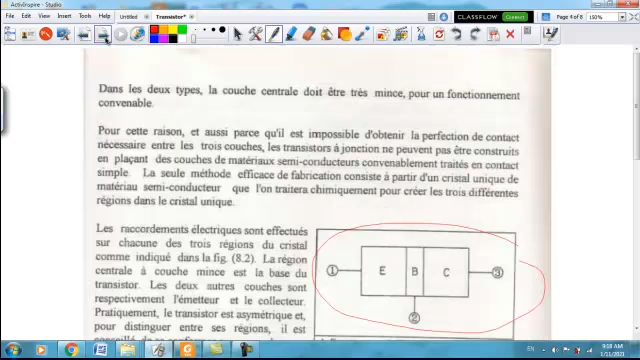 ActivInspire - Studio
File Edit View Insert Tools Help Untitled Transistor* CLASSFLOW Connect Page 4 of 8 150%
Dans les deux types, la couche centrale doit être très mince, pour un fonctionnement
convenable.
Pour cette raison, et aussi parce qu'il est impossible d'obtenir la perfection de contact
nécessaire entre les trois couches, les transistors à jonction ne peuvent pas être construits
en plaçant des couches de matériaux semi-conducteurs convenablement traités en contact
simple. La seule méthode efficace de fabrication consiste à partir d'un cristal unique de
matériau semi-conducteur que l'on traitera chimiquement pour créer les trois différentes
régions dans le cristal unique.
Les raccordements électriques sont effectués
sur chacune des trois régions du cristal
comme indiqué dans la fig. (8.2). La région
centrale à couche mince est la base du
transistor. Les deux autres couches sont
respectivement l'émetteur et le collecteur.
Pratiquement, le transistor est asymétrique et,
pour distinguer entre ses régions, il est
1 E B C 3
2
EN
9:58 AM
7/11/2021